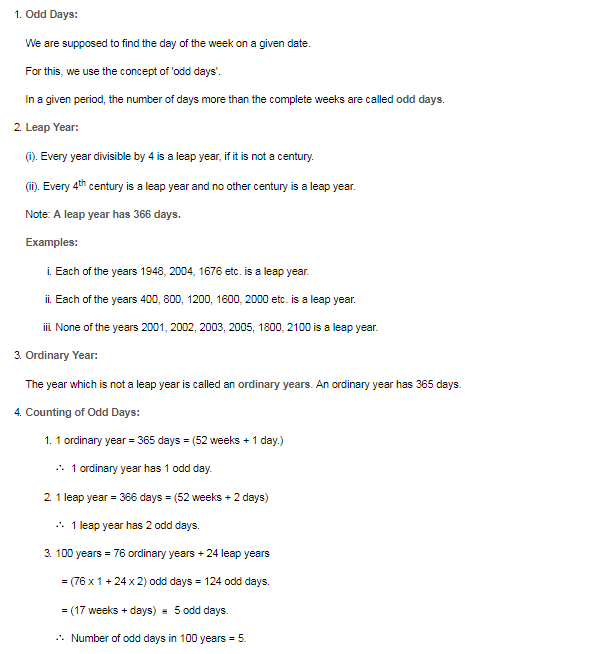 1. Odd Days:
We are supposed to find the day of the week on a given date.
For this, we use the concept of 'odd days'.
In a given period, the number of days more than the complete weeks are called odd days.
2. Leap Year:
(i). Every year divisible by 4 is a leap year, if it is not a century.
(ii). Every 4th century is a leap year and no other century is a leap year.
Note: A leap year has 366 days.
Examples:
i. Each of the years 1948, 2004, 1676 etc. is a leap year.
ii. Each of the years 400, 800, 1200, 1600, 2000 etc. is a leap year.
iii. None of the years 2001, 2002, 2003, 2005, 1800, 2100 is a leap year.
3. Ordinary Year:
The year which is not a leap year is called an ordinary years. An ordinary year has 365 days.
4. Counting of Odd Days:
1. 1 ordinary year = 365 days = (52 weeks + 1 day.)
∴ 1 ordinary year has 1 odd day.
2. 1 leap year = 366 days = (52 weeks + 2 days)
∴ 1 leap year has 2 odd days.
3. 100 years = 76 ordinary years + 24 leap years
= (76 x 1 + 24 x 2) odd days = 124 odd days.
= (17 weeks + days) ≡ 5 odd days.
∴ Number of odd days in 100 years = 5.